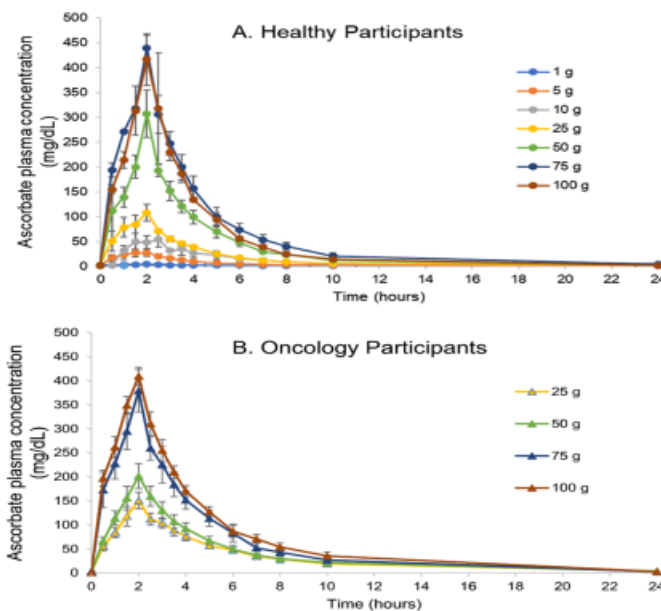 A. Healthy Participants
Ascorbate plasma concentration
(mg/dL)
500
450
400
350
300
250
200
150
100
50
0
0 2 4 6 8 10 12 14 16 18 20 22 24
Time (hours)
1 g
5 g
10 g
25 g
50 g
75 g
100 g
B. Oncology Participants
Ascorbate plasma concentration
(mg/dL)
500
450
400
350
300
250
200
150
100
50
0
0 2 4 6 8 10 12 14 16 18 20 22 24
Time (hours)
25 g
50 g
75 g
100 g